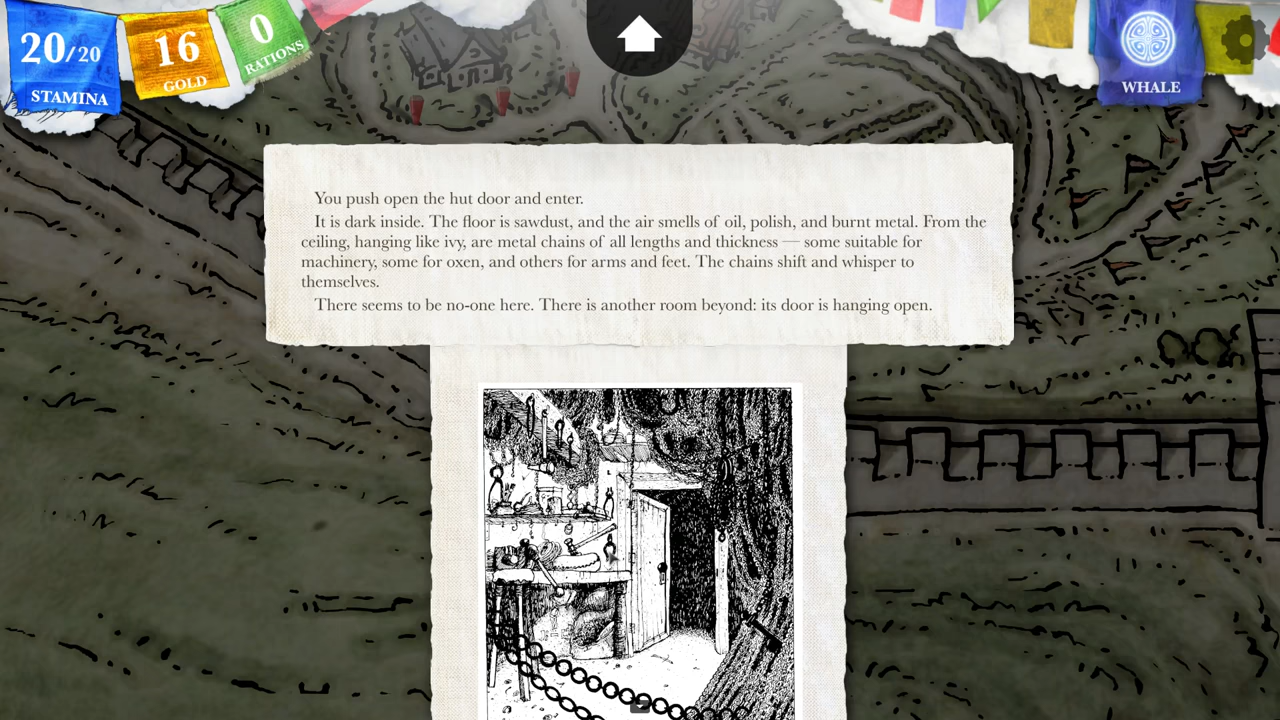 20/20
STAMINA
16
GOLD
0
RATIONS
WHALE
You push open the hut door and enter.
It is dark inside. The floor is sawdust, and the air smells of oil, polish, and burnt metal. From the
ceiling, hanging like ivy, are metal chains of all lengths and thickness — some suitable for
machinery, some for oxen, and others for arms and feet. The chains shift and whisper to
themselves.
There seems to be no-one here. There is another room beyond: its door is hanging open.